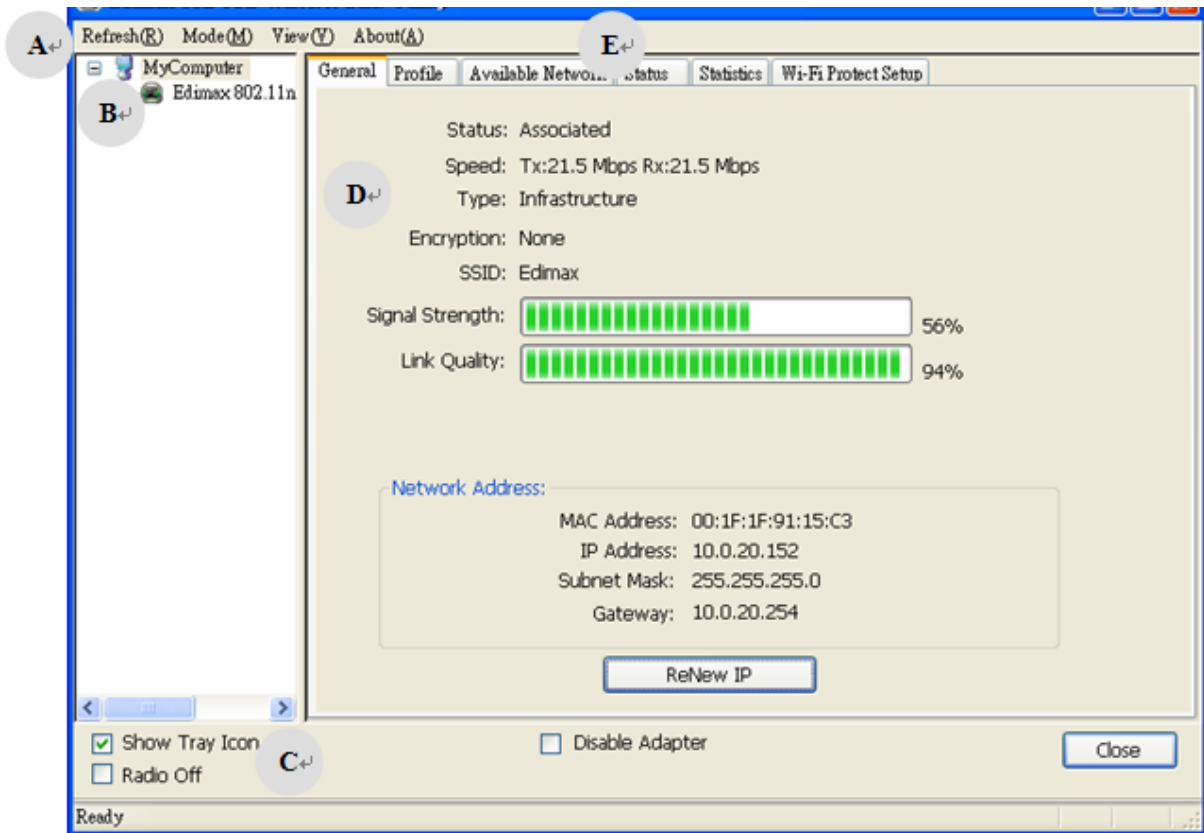 A
Refresh(R) Mode(M) View(V) About(A)
E
MyComputer
Edimax 802.11n
B
General Profile Available Network Status Statistics Wi-Fi Protect Setup
Status: Associated
Speed: Tx:21.5 Mbps Rx:21.5 Mbps
D
Type: Infrastructure
Encryption: None
SSID: Edimax
Signal Strength: 56%
Link Quality: 94%
Network Address:
MAC Address: 00:1F:1F:91:15:C3
IP Address: 10.0.20.152
Subnet Mask: 255.255.255.0
Gateway: 10.0.20.254
ReNew IP
Show Tray Icon
Disable Adapter
Close
C
Radio Off
Ready